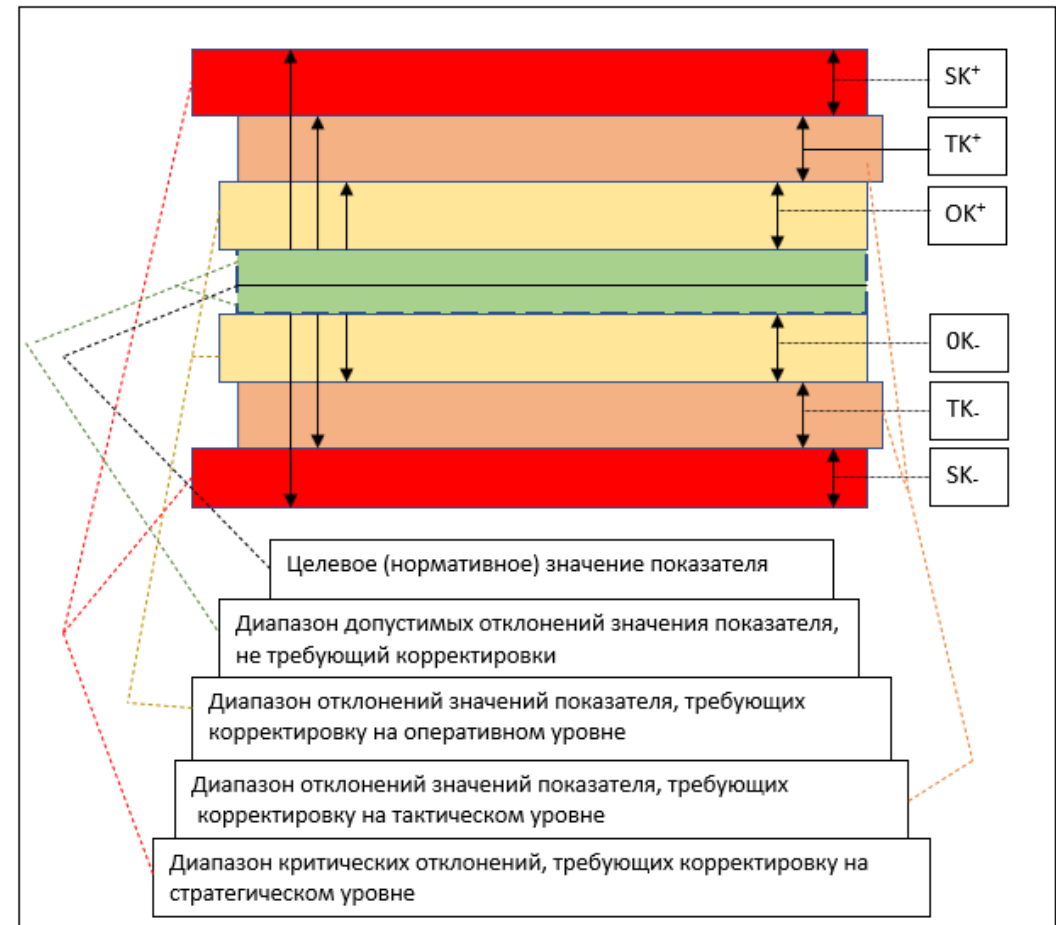 SK⁺
TK⁺
OK⁺
0K-
TK-
SK-
Целевое (нормативное) значение показателя
Диапазон допустимых отклонений значения показателя,
не требующий корректировки
Диапазон отклонений значений показателя, требующих
корректировку на оперативном уровне
Диапазон отклонений значений показателя, требующих
корректировку на тактическом уровне
Диапазон критических отклонений, требующих корректировку на
стратегическом уровне